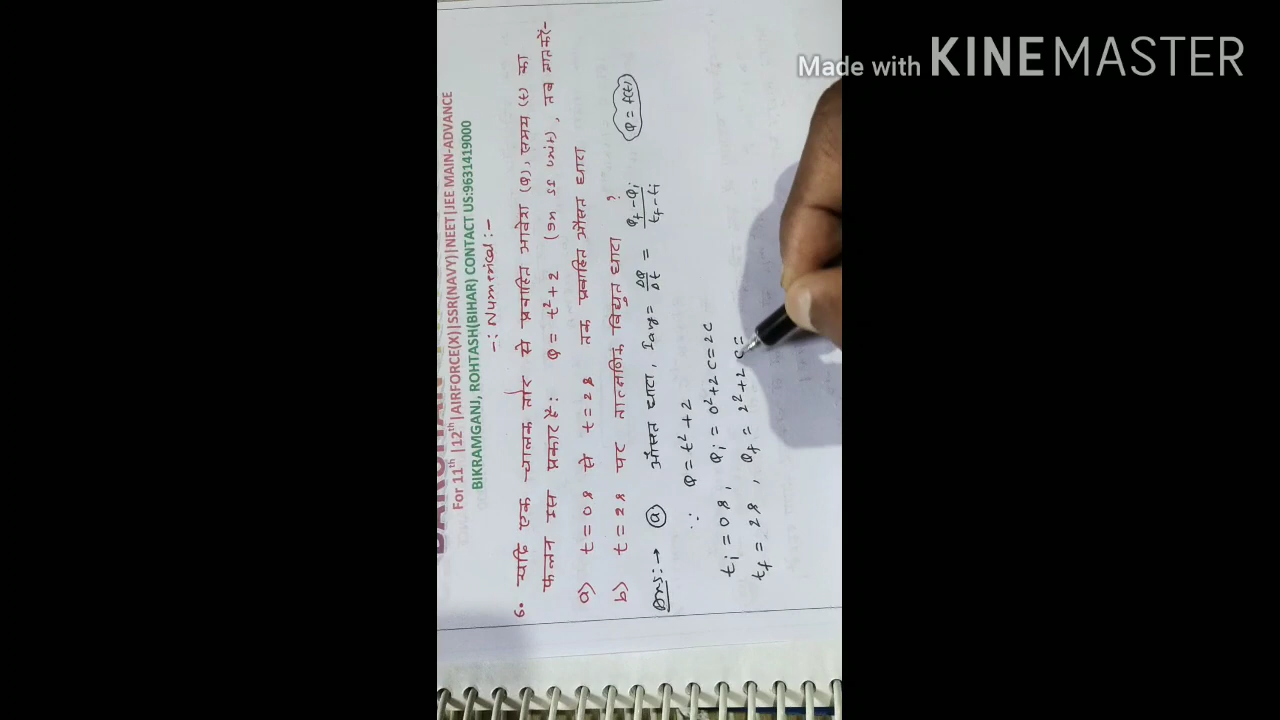 Made with KINEMASTER
For 11th |12th |AIRFORCE(X)|SSR(NAVY)|NEET|JEE MAIN-ADVANCE
BIKRAMGANJ, ROHTASH(BIHAR) CONTACT US:9631419000
-: Numerical:-
6. यदि एक चालक तार से प्रवाहित आवेश (Q), समय (t) का
फलन इस प्रकार है: Q = t² + 2 (In SI unit), तब ज्ञात करें-
a) t = 0 s से t = 2 s तक प्रवाहित औसत धारा
b) t = 2 s पर तात्क्षणिक विद्युत धारा ?
Ans:→ (a) औसत धारा, Iavg = ΔQ/Δt = Qf - Qi / tf - ti Q = f(t)
∵ Q = t² + 2
ti = 0 s, Qi = 0² + 2 C = 2 C
tf = 2 s, Qf = 2² + 2 C =